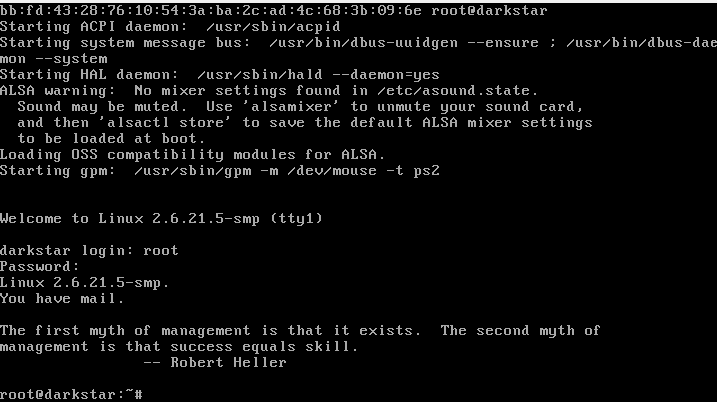 bb:fd:43:28:76:10:54:3a:ba:2c:ad:4c:68:3b:09:6e root@darkstar
Starting ACPI daemon:  /usr/sbin/acpid
Starting system message bus:  /usr/bin/dbus-uuidgen --ensure ; /usr/bin/dbus-dae
mon --system
Starting HAL daemon:  /usr/sbin/hald --daemon=yes
ALSA warning:  No mixer settings found in /etc/asound.state.
  Sound may be muted.  Use 'alsamixer' to unmute your sound card,
  and then 'alsactl store' to save the default ALSA mixer settings
  to be loaded at boot.
Loading OSS compatibility modules for ALSA.
Starting gpm:  /usr/sbin/gpm -m /dev/mouse -t ps2
Welcome to Linux 2.6.21.5-smp (tty1)
darkstar login: root
Password:
Linux 2.6.21.5-smp.
You have mail.
The first myth of management is that it exists.  The second myth of
management is that success equals skill.
                -- Robert Heller
root@darkstar:~#